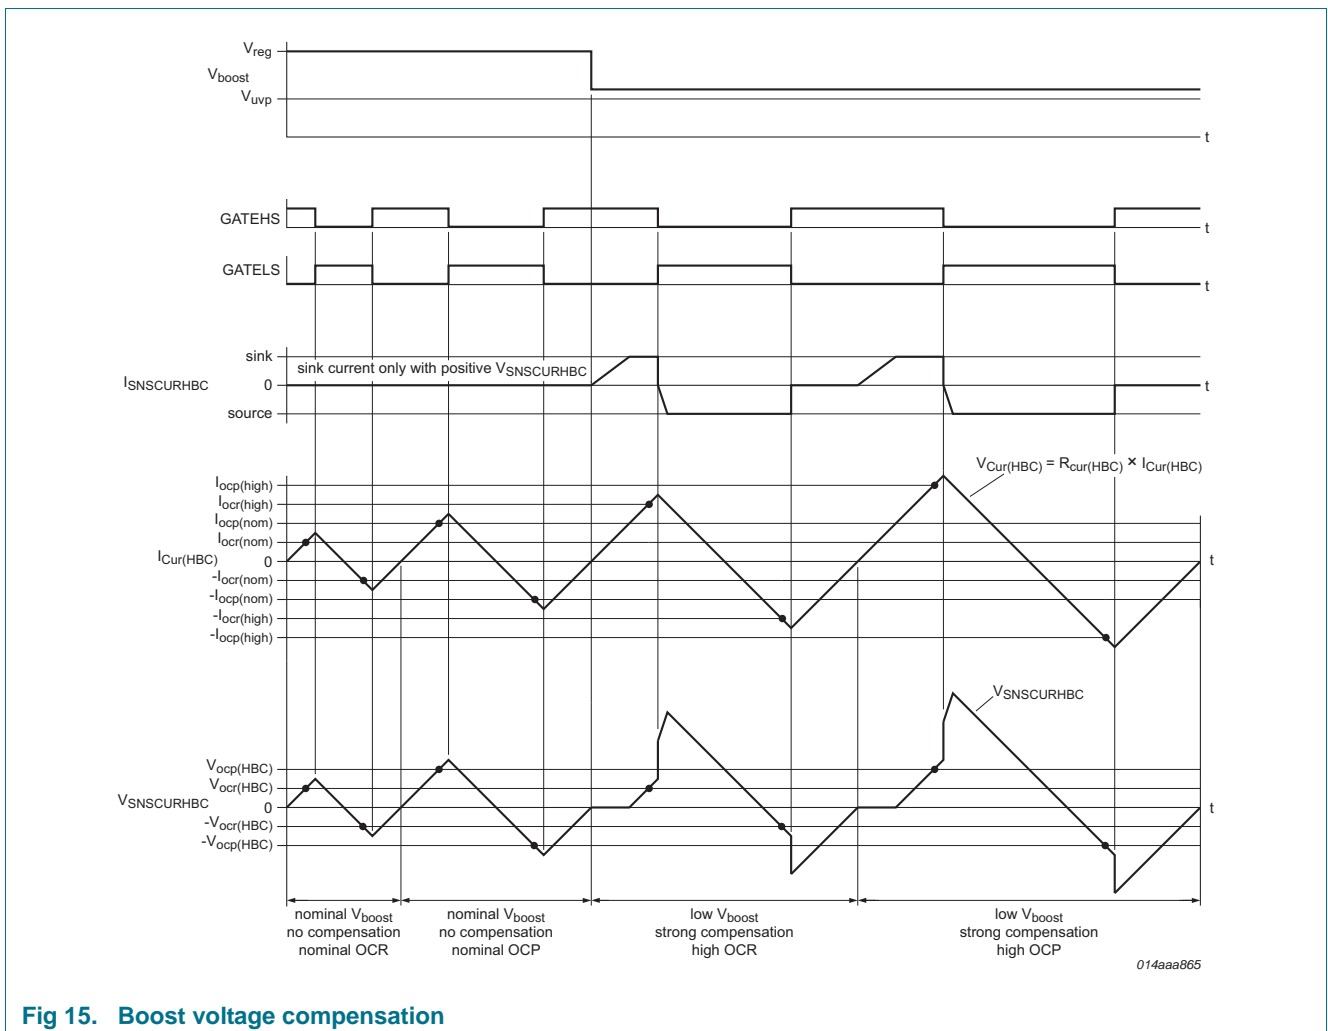 Vreg
Vboost
Vuvp
t
GATEHS
t
GATELS
t
sink
sink current only with positive VSNSCURHBC
ISNSCURHBC
0
t
source
VCur(HBC) = Rcur(HBC) × ICur(HBC)
Iocp(high)
Iocr(high)
Iocp(nom)
Iocr(nom)
ICur(HBC)
0
t
-Iocr(nom)
-Iocp(nom)
-Iocr(high)
-Iocp(high)
VSNSCURHBC
Vocp(HBC)
Vocr(HBC)
VSNSCURHBC
0
t
-Vocr(HBC)
-Vocp(HBC)
nominal Vboost
no compensation
nominal OCR
nominal Vboost
no compensation
nominal OCP
low Vboost
strong compensation
high OCR
low Vboost
strong compensation
high OCP
014aaa865
Fig 15. Boost voltage compensation